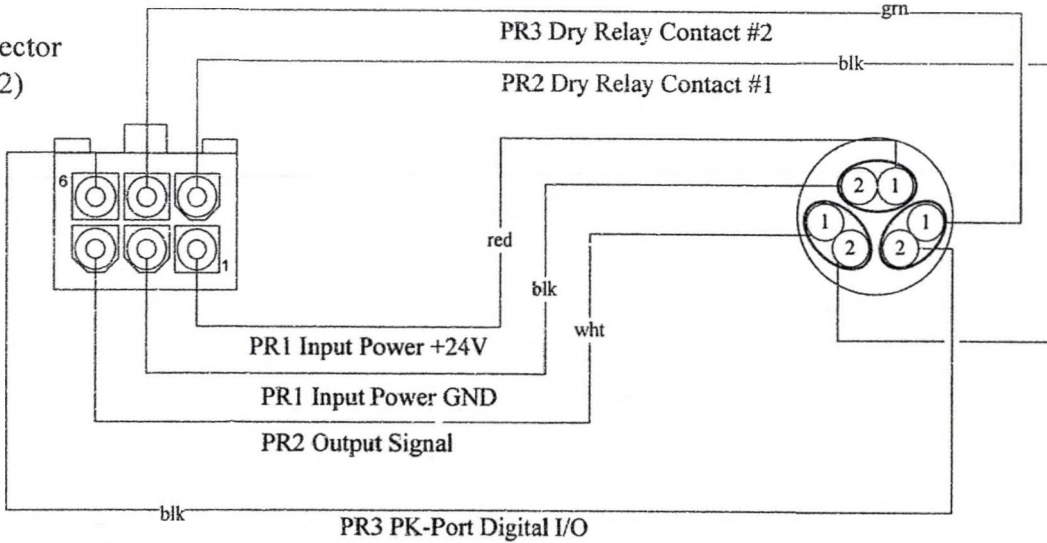 grn
PR3 Dry Relay Contact #2
ector
blk
2)
PR2 Dry Relay Contact #1
6
2 1
1 1
red
2 2
1
blk
wht
PR1 Input Power +24V
PR1 Input Power GND
PR2 Output Signal
blk
PR3 PK-Port Digital I/O